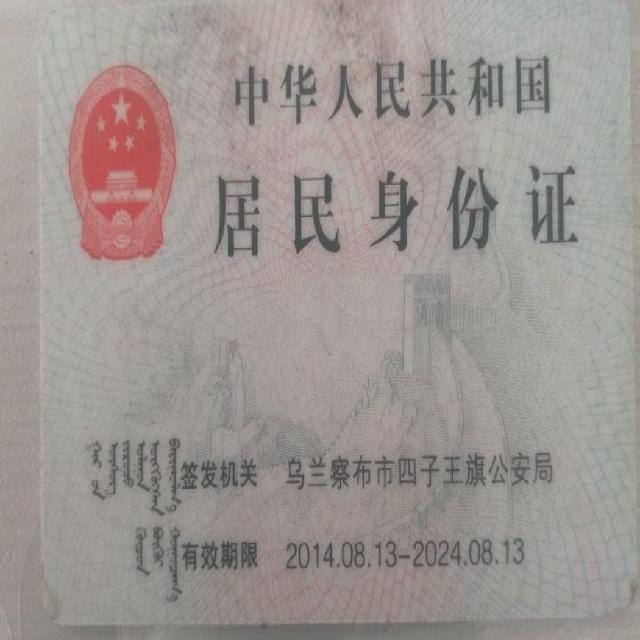 中华人民共和国
居民身份证
签发机关 乌兰察布市四子王旗公安局
有效期限 2014.08.13-2024.08.13